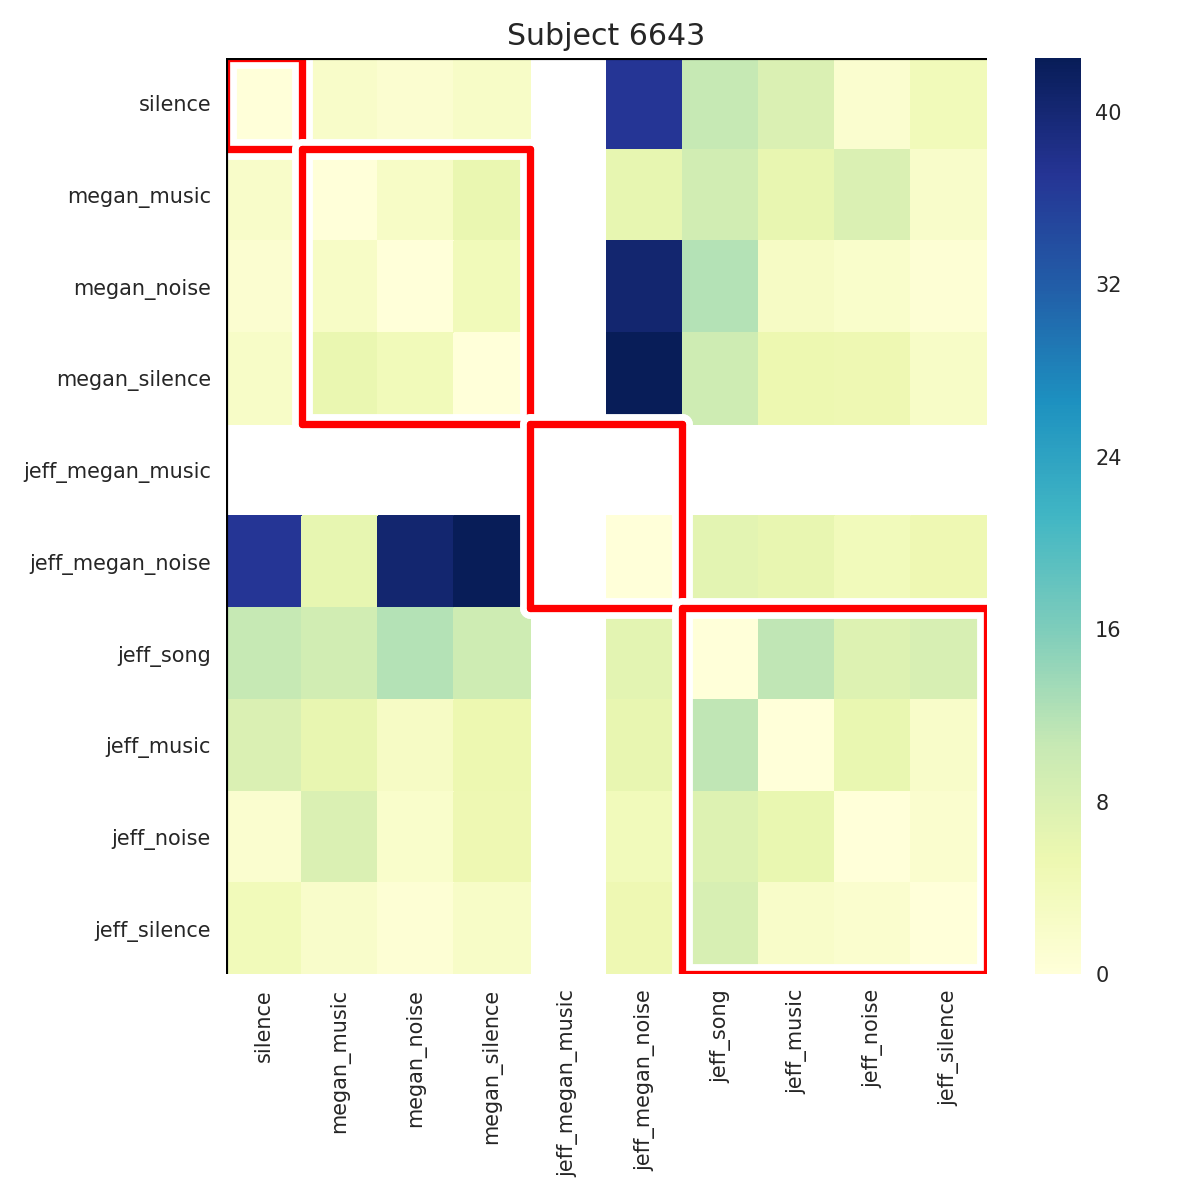 Subject 6643
silence
megan_music
megan_noise
megan_silence
jeff_megan_music
jeff_megan_noise
jeff_song
jeff_music
jeff_noise
jeff_silence
silence
megan_music
megan_noise
megan_silence
jeff_megan_music
jeff_megan_noise
jeff_song
jeff_music
jeff_noise
jeff_silence
40
32
24
16
8
0